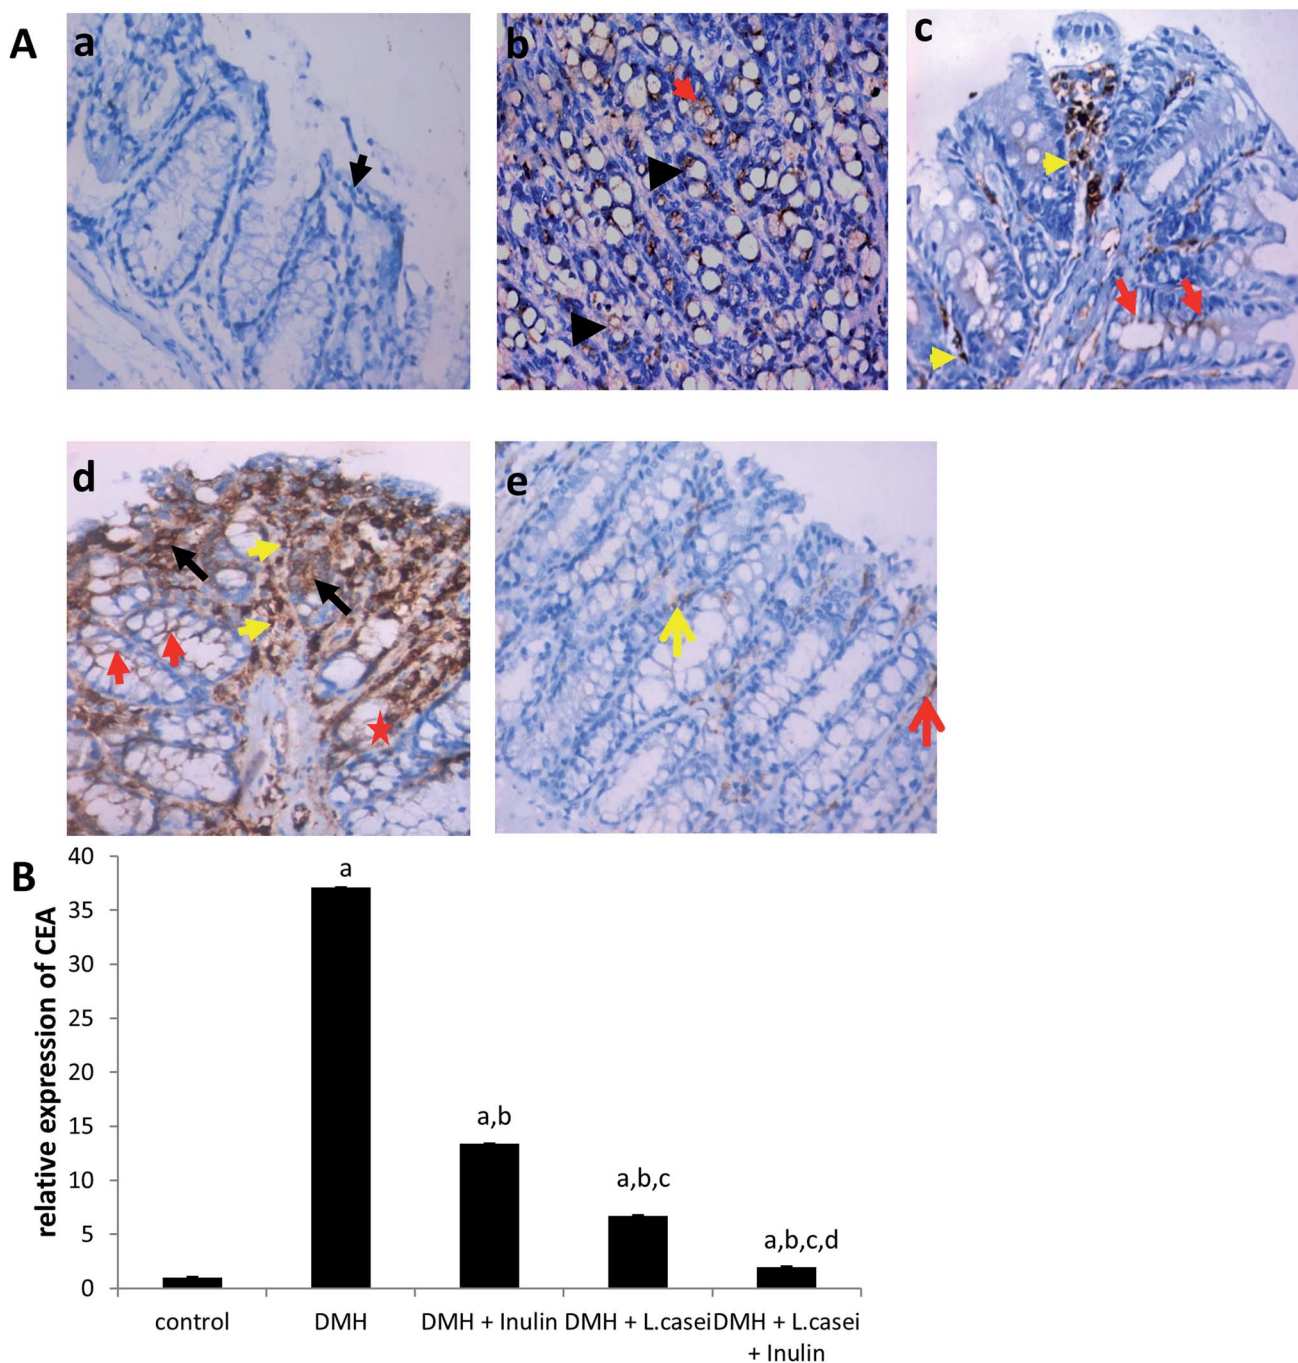 A
a
b
c
d
e
B
relative expression of CEA
40
35
30
25
20
15
10
5
0
a
a,b
a,b,c
a,b,c,d
control
DMH
DMH + Inulin
DMH + L.casei
DMH + L.casei
+ Inulin